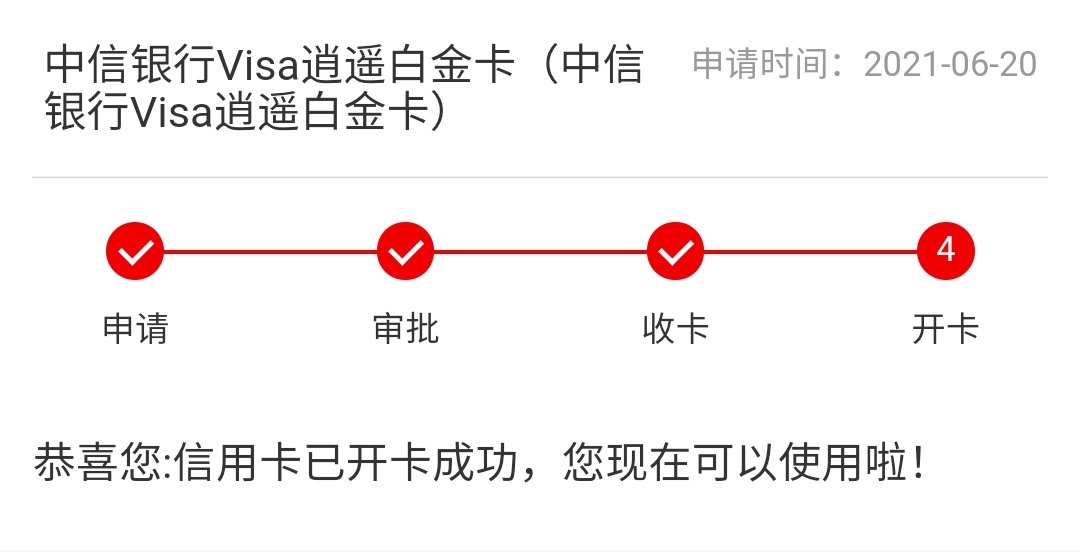 中信银行Visa逍遥白金卡（中信
银行Visa逍遥白金卡）
申请时间：2021-06-20
4
申请
审批
收卡
开卡
恭喜您:信用卡已开卡成功，您现在可以使用啦！